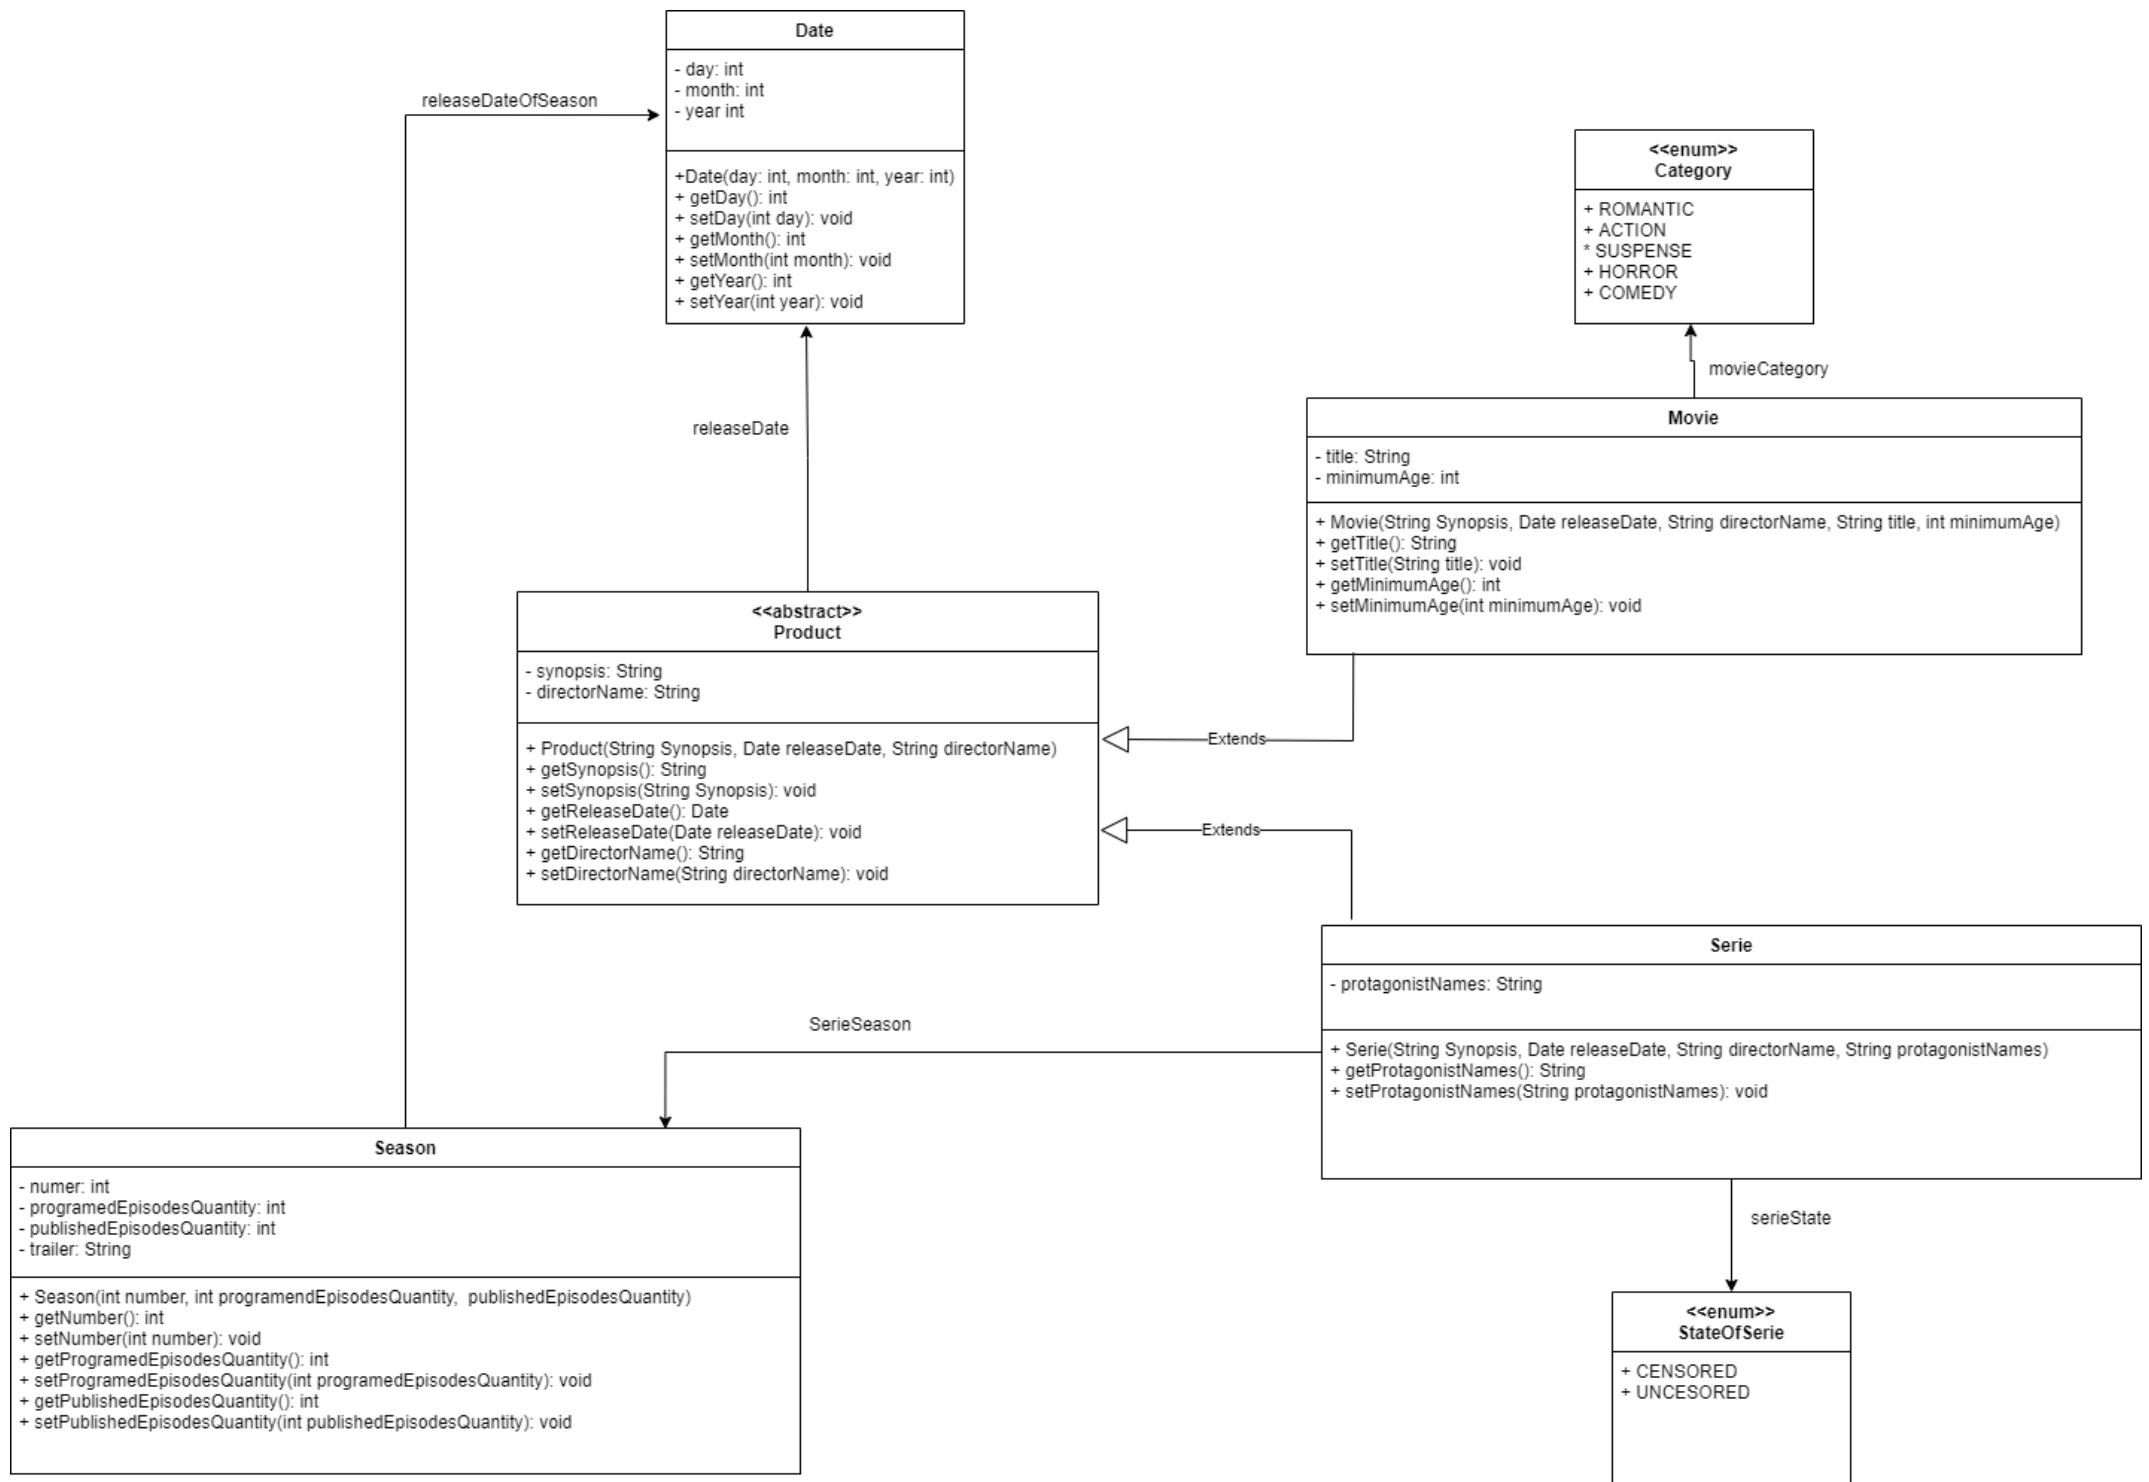 Date
- day: int
- month: int
- year int
+Date(day: int, month: int, year: int)
+ getDay(): int
+ setDay(int day): void
+ getMonth(): int
+ setMonth(int month): void
+ getYear(): int
+ setYear(int year): void
releaseDateOfSeason
<<enum>>
Category
+ ROMANTIC
+ ACTION
* SUSPENSE
+ HORROR
+ COMEDY
movieCategory
releaseDate
Movie
- title: String
- minimumAge: int
+ Movie(String Synopsis, Date releaseDate, String directorName, String title, int minimumAge)
+ getTitle(): String
+ setTitle(String title): void
+ getMinimumAge(): int
+ setMinimumAge(int minimumAge): void
<<abstract>>
Product
- synopsis: String
- directorName: String
+ Product(String Synopsis, Date releaseDate, String directorName)
+ getSynopsis(): String
+ setSynopsis(String Synopsis): void
+ getReleaseDate(): Date
+ setReleaseDate(Date releaseDate): void
+ getDirectorName(): String
+ setDirectorName(String directorName): void
Extends
Extends
Serie
- protagonistNames: String
+ Serie(String Synopsis, Date releaseDate, String directorName, String protagonistNames)
+ getProtagonistNames(): String
+ setProtagonistNames(String protagonistNames): void
SerieSeason
Season
- numer: int
- programedEpisodesQuantity: int
- publishedEpisodesQuantity: int
- trailer: String
+ Season(int number, int programendEpisodesQuantity,  publishedEpisodesQuantity)
+ getNumber(): int
+ setNumber(int number): void
+ getProgramedEpisodesQuantity(): int
+ setProgramedEpisodesQuantity(int programedEpisodesQuantity): void
+ getPublishedEpisodesQuantity(): int
+ setPublishedEpisodesQuantity(int publishedEpisodesQuantity): void
serieState
<<enum>>
StateOfSerie
+ CENSORED
+ UNCESORED